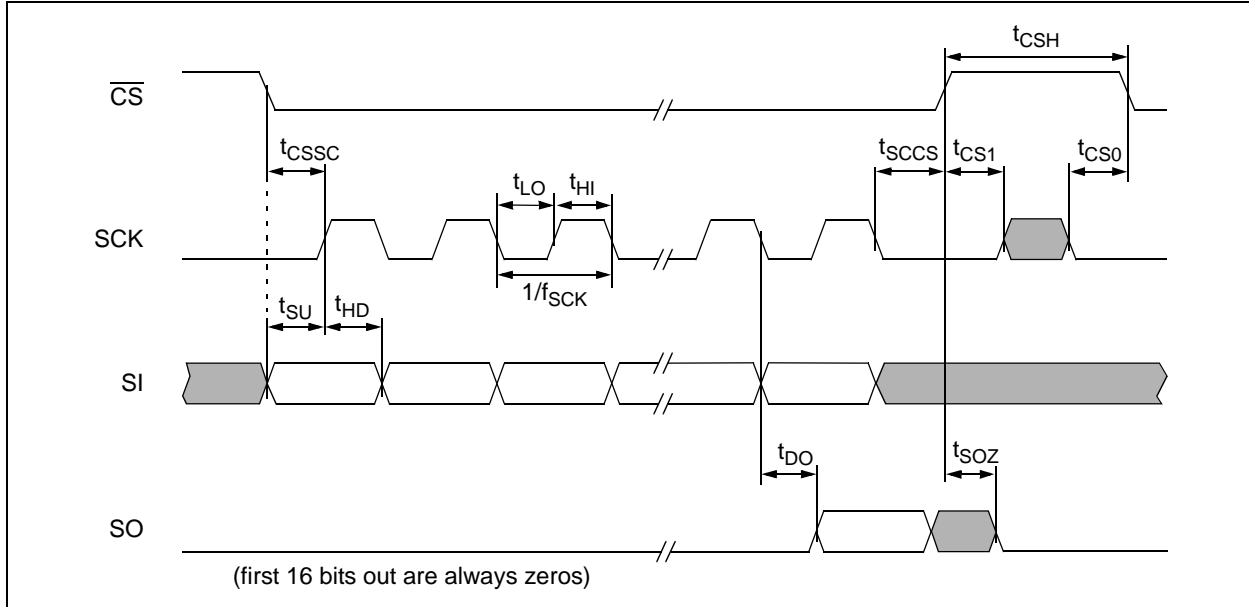 tCSH
CS
tCSSC
tSCCS
tCS1
tCS0
tLO
tHI
SCK
1/fSCK
tSU
tHD
SI
tDO
tSOZ
SO
(first 16 bits out are always zeros)